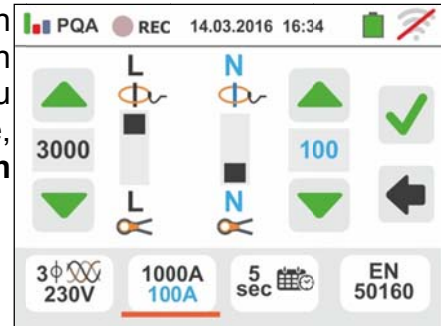 n
PQA REC 14.03.2016 16:34
n
L N
u
3000 100
,
n
L N
3ϕ 1000A 5 EN
230V 100A sec 50160